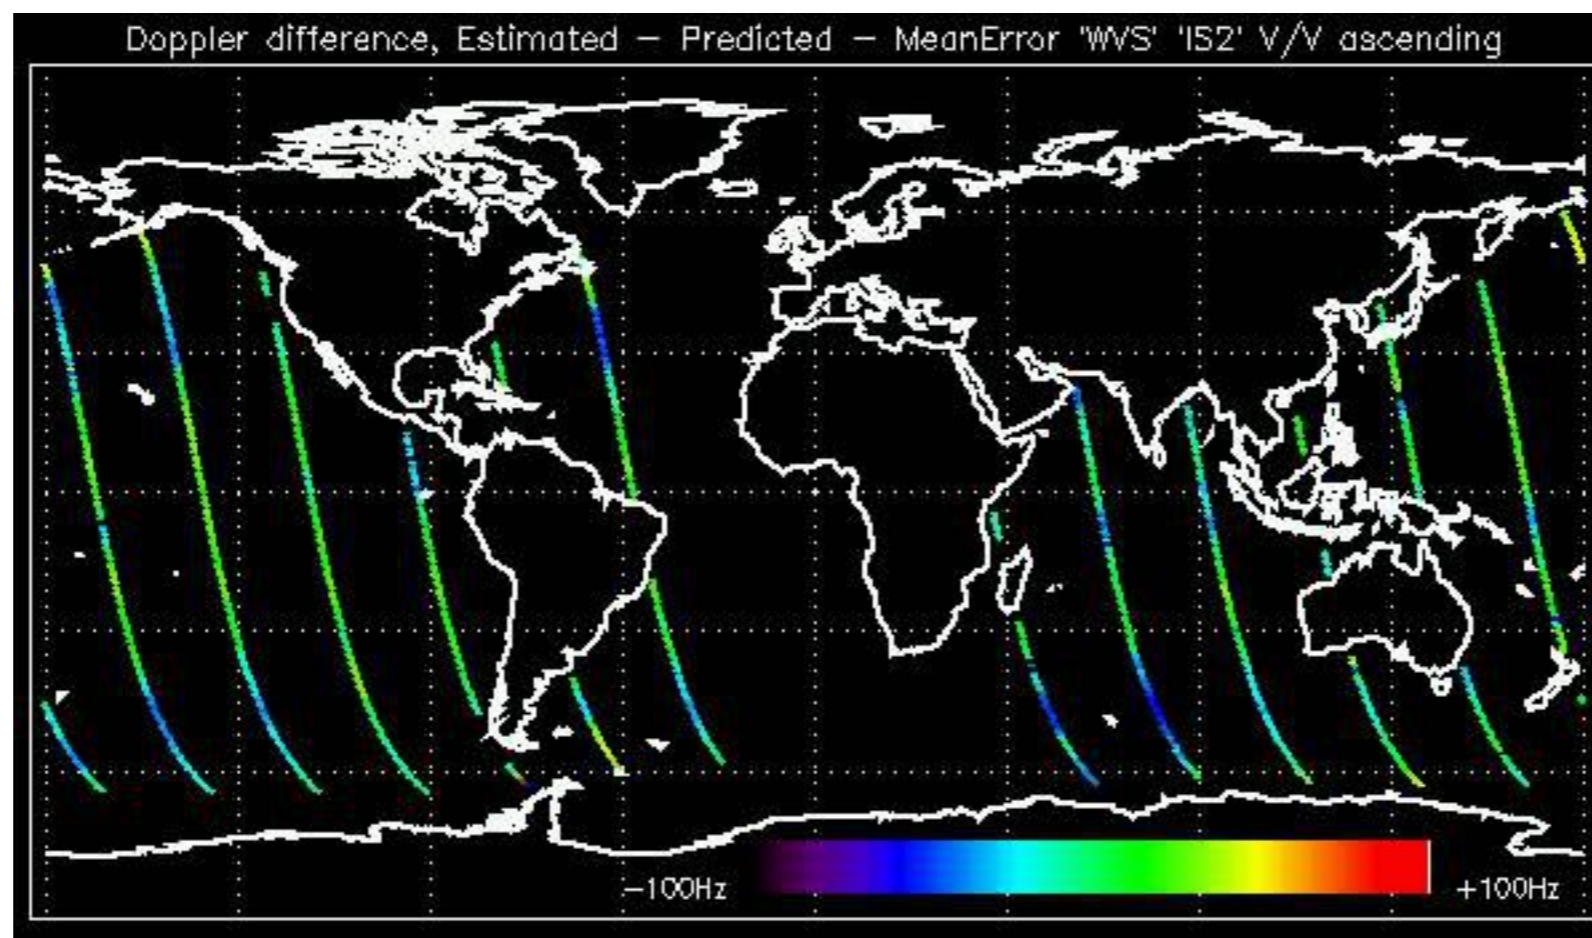 Doppler difference, Estimated – Predicted – MeanError 'WVS' 'IS2' V/V ascending
–100Hz +100Hz